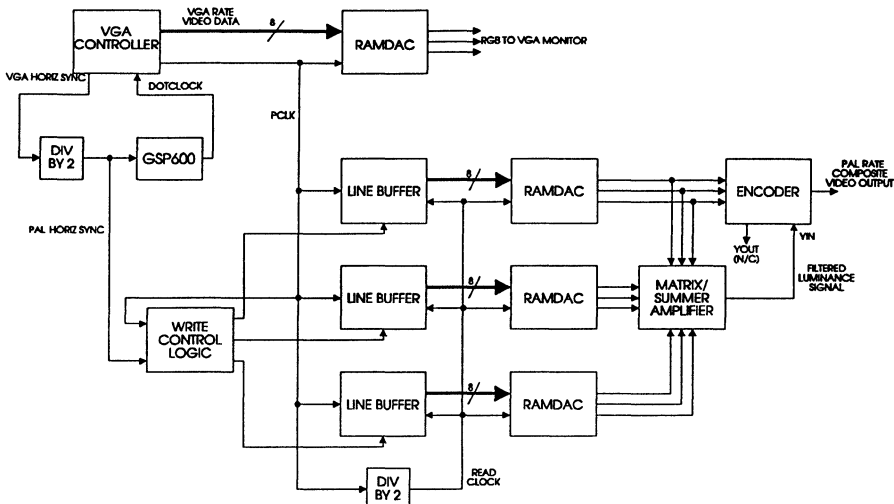 VGA RATE
VIDEO DATA
8
VGA
CONTROLLER
RAMDAC
RGB TO VGA MONITOR
VGA HORIZ SYNC
DOTCLOCK
PCLK
DIV
BY 2
GSP600
PAL HORIZ SYNC
LINE BUFFER
8
RAMDAC
ENCODER
PAL RATE
COMPOSITE
VIDEO OUTPUT
YOUT
(N/C)
YIN
FILTERED
LUMINANCE
SIGNAL
LINE BUFFER
8
RAMDAC
MATRIX/
SUMMER
AMPLIFIER
WRITE
CONTROL
LOGIC
LINE BUFFER
8
RAMDAC
DIV
BY 2
READ
CLOCK